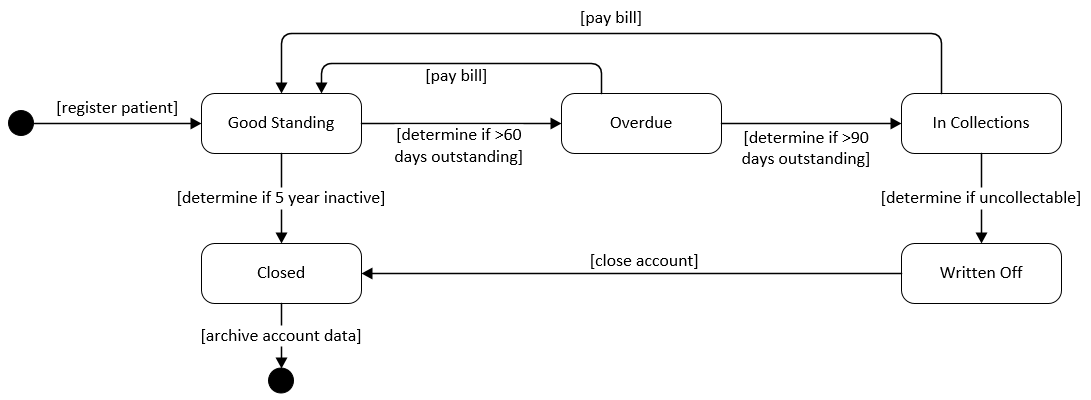 [pay bill]
[pay bill]
[register patient]
Good Standing
[determine if >60
days outstanding]
Overdue
[determine if >90
days outstanding]
In Collections
[determine if 5 year inactive]
[determine if uncollectable]
Closed
[close account]
Written Off
[archive account data]